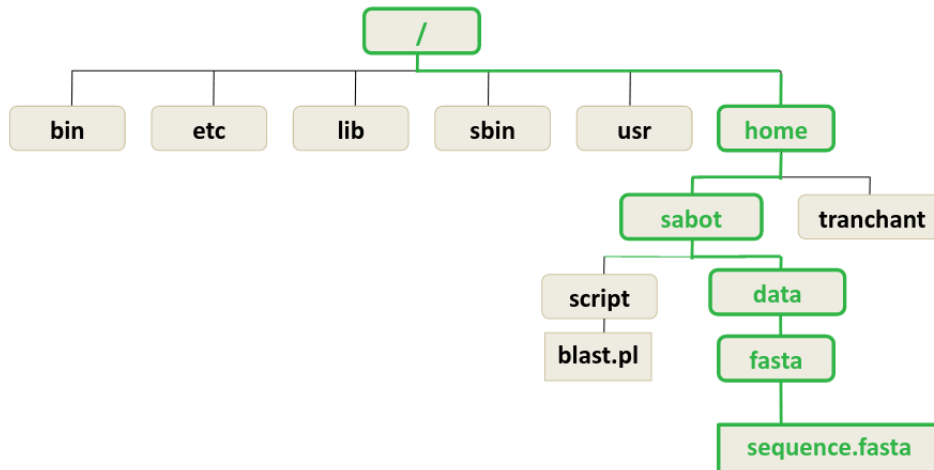 /
bin etc lib sbin usr home
sabot tranchant
script data
blast.pl fasta
sequence.fasta